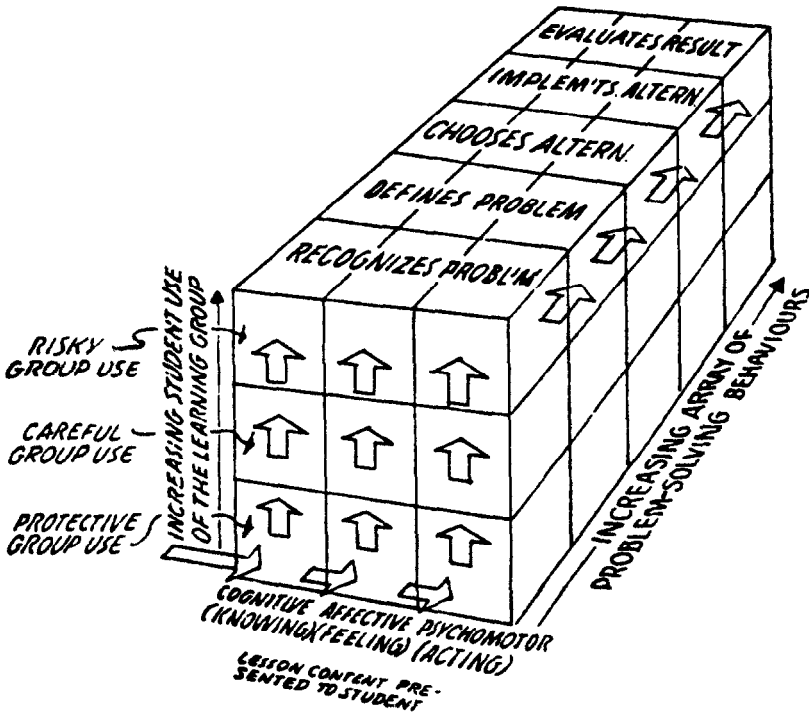 EVALUATES RESULT
IMPLEM'TS. ALTERN.
CHOOSES ALTERN.
DEFINES PROBLEM
RECOGNIZES PROBL'M
INCREASING STUDENT USE
OF THE LEARNING GROUP
RISKY
GROUP USE
CAREFUL
GROUP USE
PROTECTIVE
GROUP USE
INCREASING ARRAY OF
PROBLEM-SOLVING BEHAVIOURS
COGNITIVE AFFECTIVE PSYCHOMOTOR
(KNOWING)(FEELING) (ACTING)
LESSON CONTENT PRE-
SENTED TO STUDENT